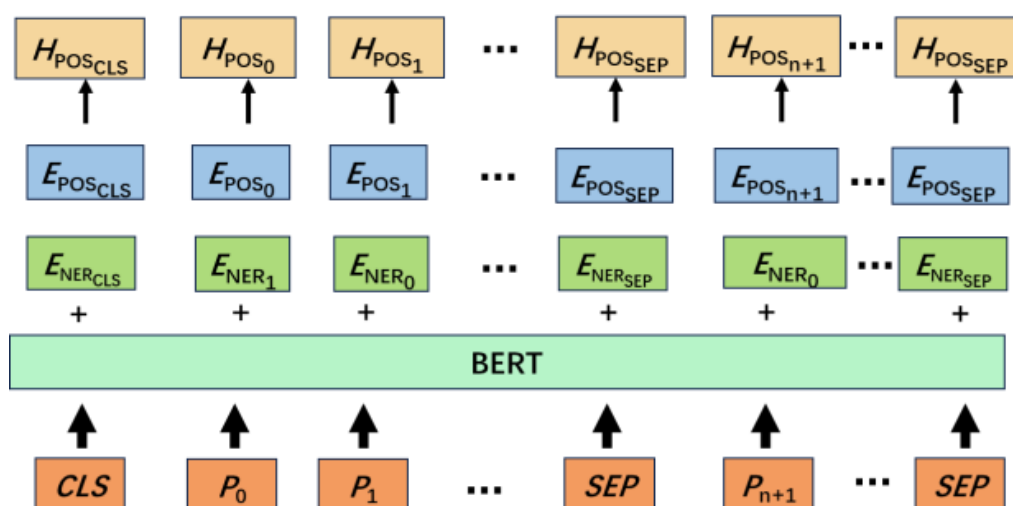 H_POS_CLS H_POS_0 H_POS_1 ... H_POS_SEP H_POS_n+1 ... H_POS_SEP
E_POS_CLS E_POS_0 E_POS_1 ... E_POS_SEP E_POS_n+1 ... E_POS_SEP
E_NER_CLS E_NER_1 E_NER_0 ... E_NER_SEP E_NER_0 ... E_NER_SEP
+ + + + + +
BERT
CLS P_0 P_1 ... SEP P_n+1 ... SEP